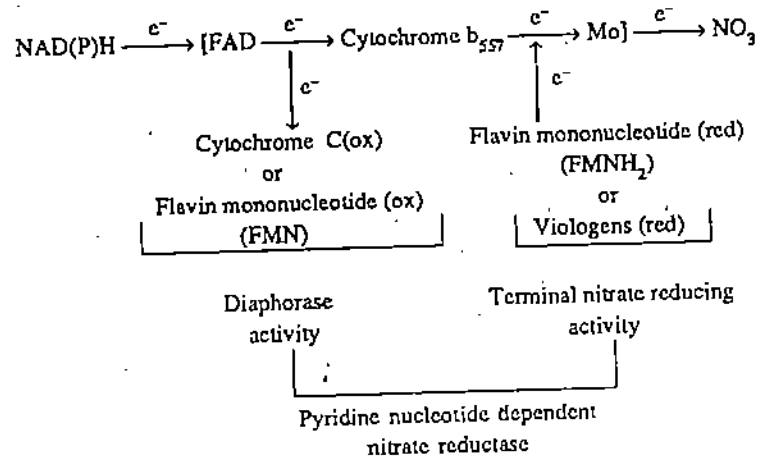 NAD(P)H —e⁻→ [FAD —e⁻→ Cytochrome b₅₅₇ —e⁻→ Mo] —e⁻→ NO₃
e⁻
e⁻
Cytochrome C(ox)
or
Flavin mononucleotide (ox)
(FMN)
Flavin mononucleotide (red)
(FMNH₂)
or
Viologens (red)
Diaphorase
activity
Terminal nitrate reducing
activity
Pyridine nucleotide dependent
nitrate reductase